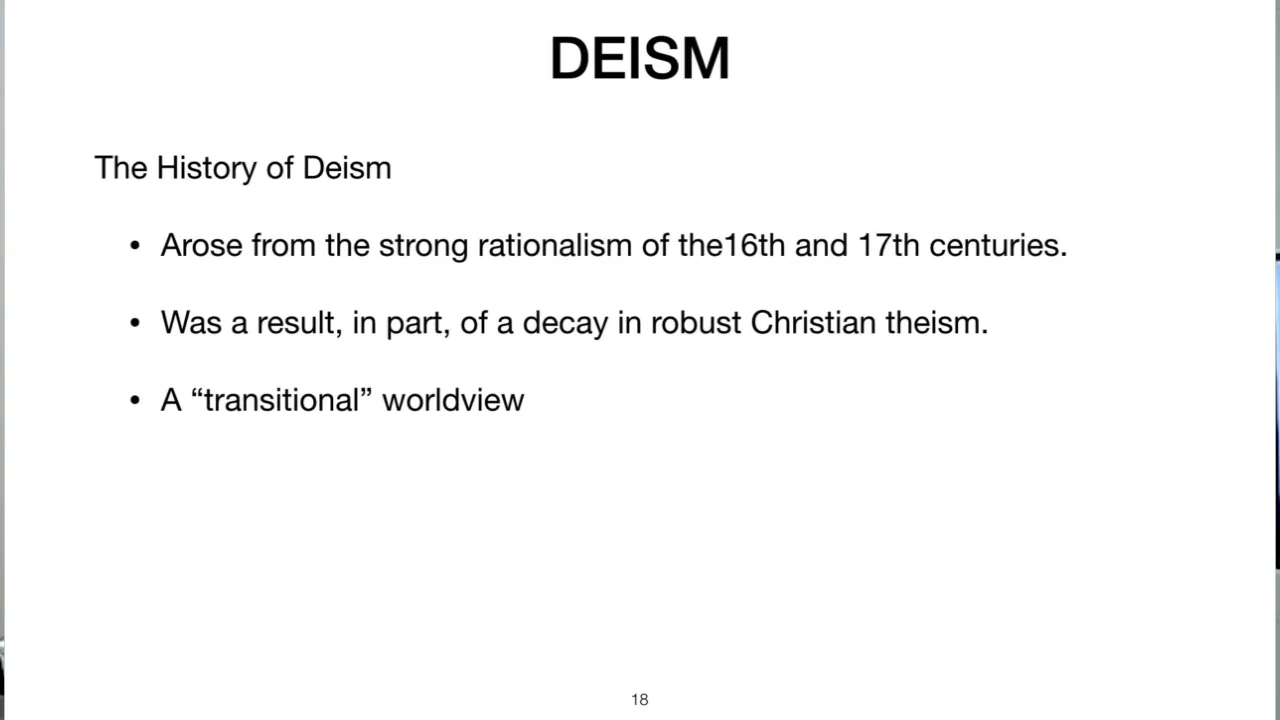 DEISM
The History of Deism
• Arose from the strong rationalism of the16th and 17th centuries.
• Was a result, in part, of a decay in robust Christian theism.
• A “transitional” worldview
18